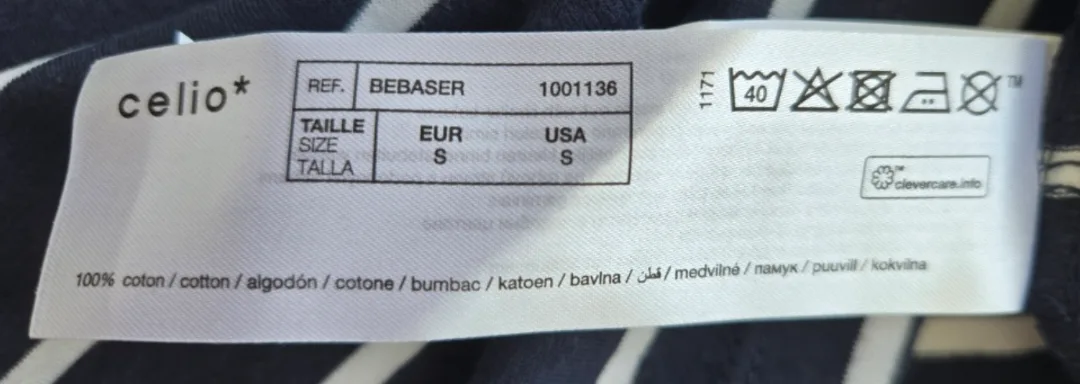 celio*
REF. BEBASER 1001136
TAILLE
SIZE
TALLA
EUR
S
USA
S
1171
40
TM
clevercare.info
100% coton / cotton / algodón / cotone / bumbac / katoen / bavlna / قطن / medvilnė / памук / puuvill / kokvilna